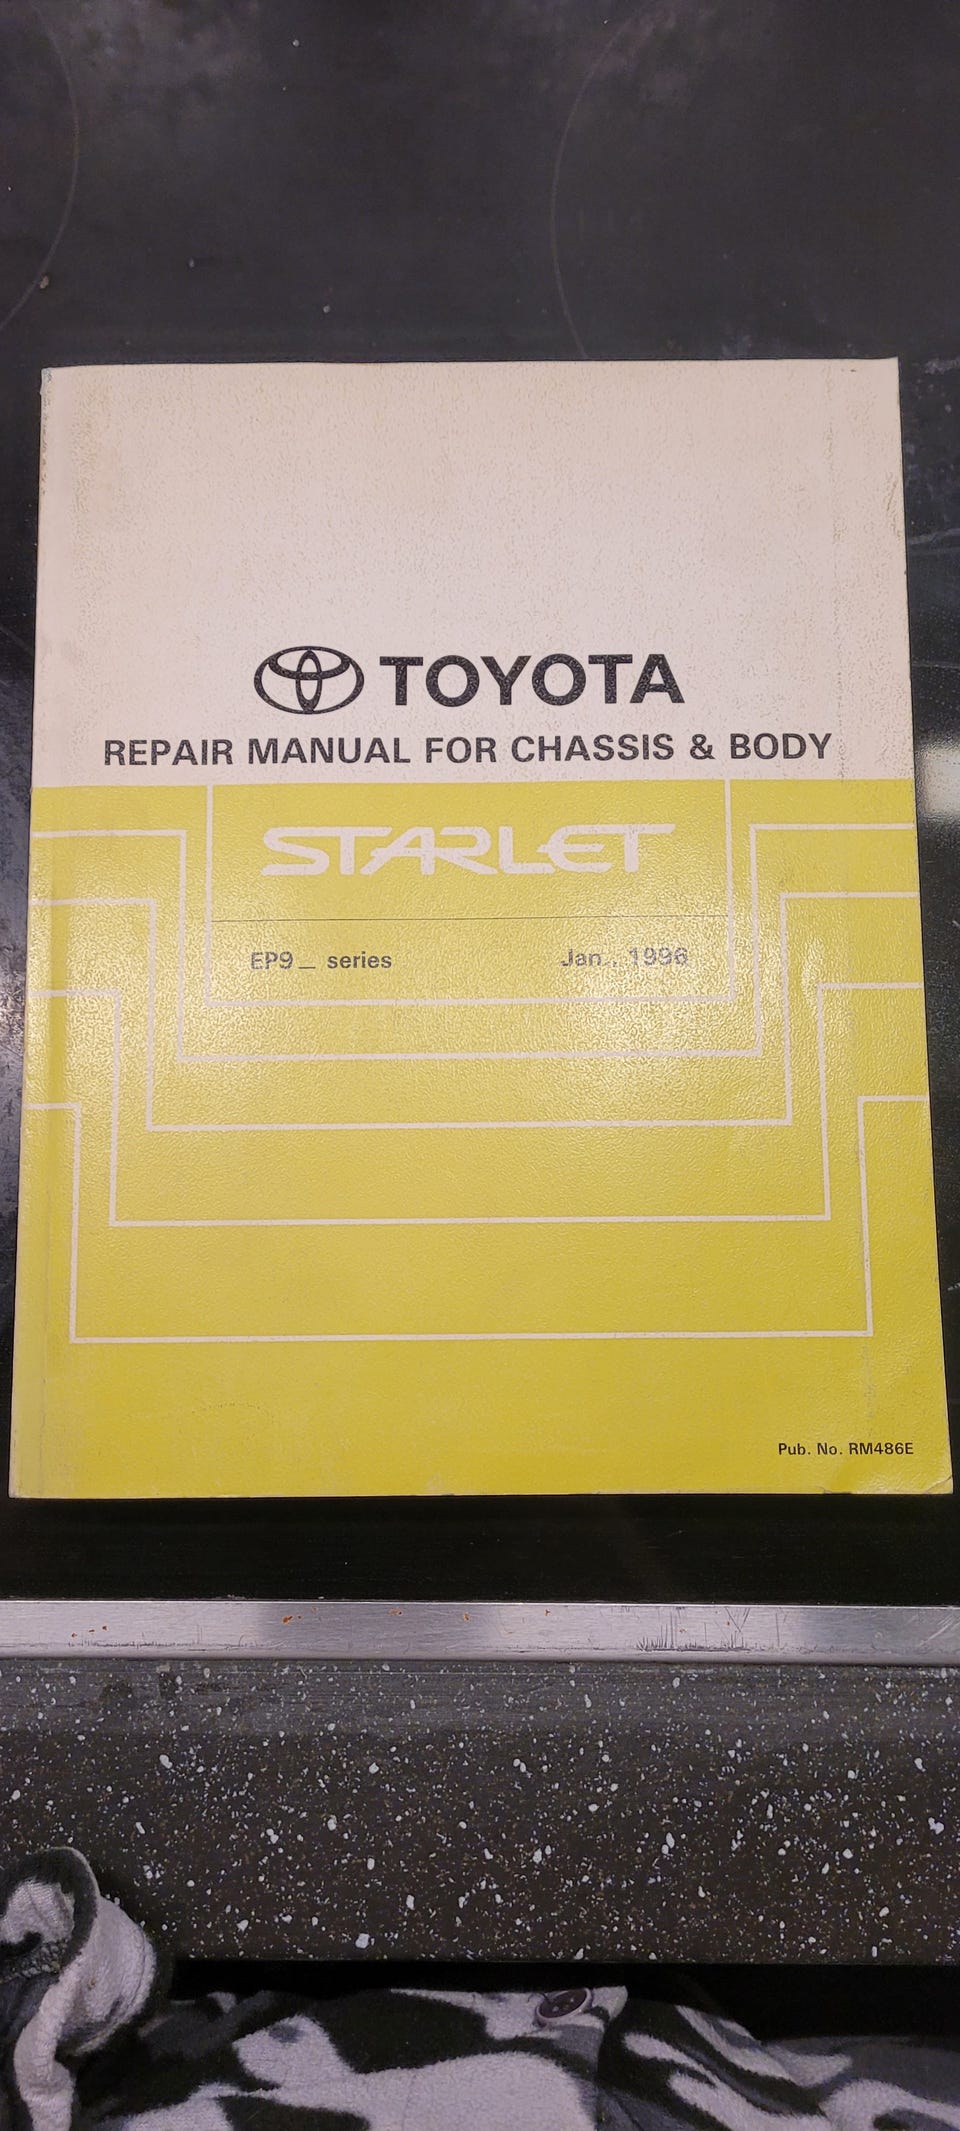 TOYOTA
REPAIR MANUAL FOR CHASSIS & BODY
STARLET
EP9_ series Jan., 1996
Pub. No. RM486E